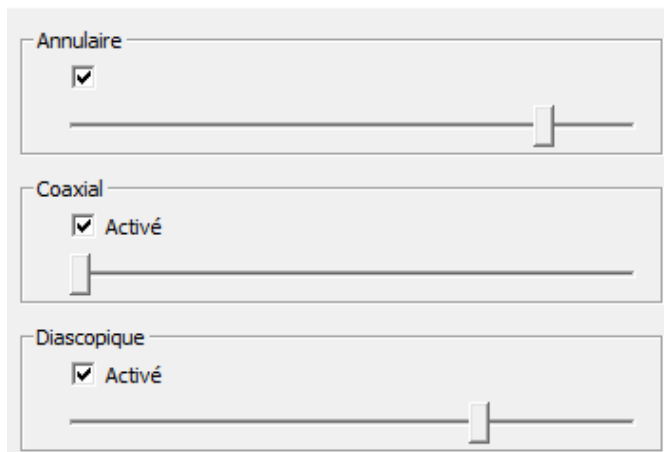 Annulaire
Coaxial
Activé
Diascopique
Activé